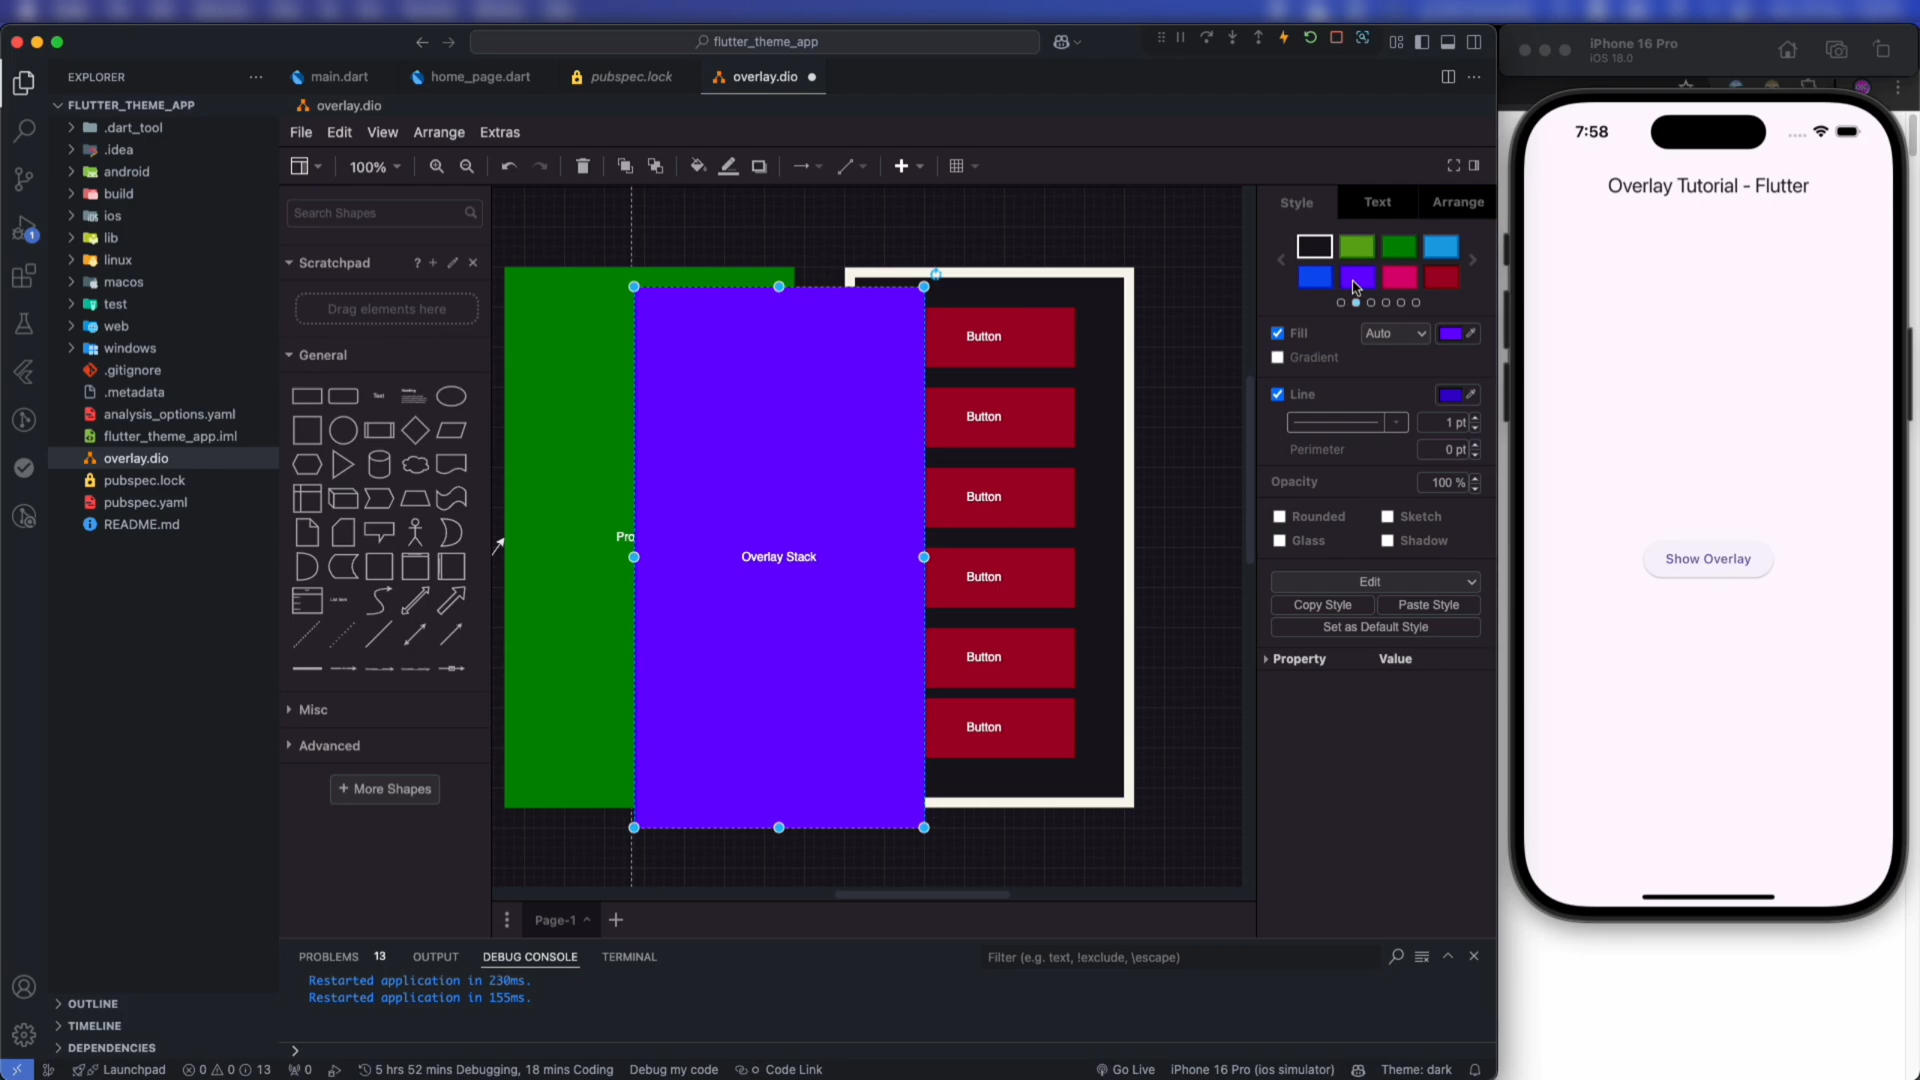 flutter_theme_app
iPhone 16 Pro
iOS 18.0
EXPLORER
main.dart
home_page.dart
pubspec.lock
overlay.dio
FLUTTER_THEME_APP
.dart_tool
.idea
android
build
ios
lib
linux
macos
test
web
windows
.gitignore
.metadata
analysis_options.yaml
flutter_theme_app.iml
overlay.dio
pubspec.lock
pubspec.yaml
README.md
OUTLINE
TIMELINE
DEPENDENCIES
overlay.dio
File Edit View Arrange Extras
100%
Search Shapes
Scratchpad
?
Drag elements here
General
Text
Heading
List Item
Misc
Advanced
+ More Shapes
Pro
Overlay Stack
Button
Button
Button
Button
Button
Button
Page-1
Style Text Arrange
Fill Auto
Gradient
Line
1 pt
Perimeter 0 pt
Opacity 100 %
Rounded Sketch
Glass Shadow
Edit
Copy Style Paste Style
Set as Default Style
Property Value
PROBLEMS 13 OUTPUT DEBUG CONSOLE TERMINAL
Filter (e.g. text, !exclude, \escape)
Restarted application in 230ms.
Restarted application in 155ms.
1
Launchpad 0 0 13 0 5 hrs 52 mins Debugging, 18 mins Coding Debug my code Code Link Go Live iPhone 16 Pro (ios simulator) Theme: dark
7:58
Overlay Tutorial - Flutter
Show Overlay